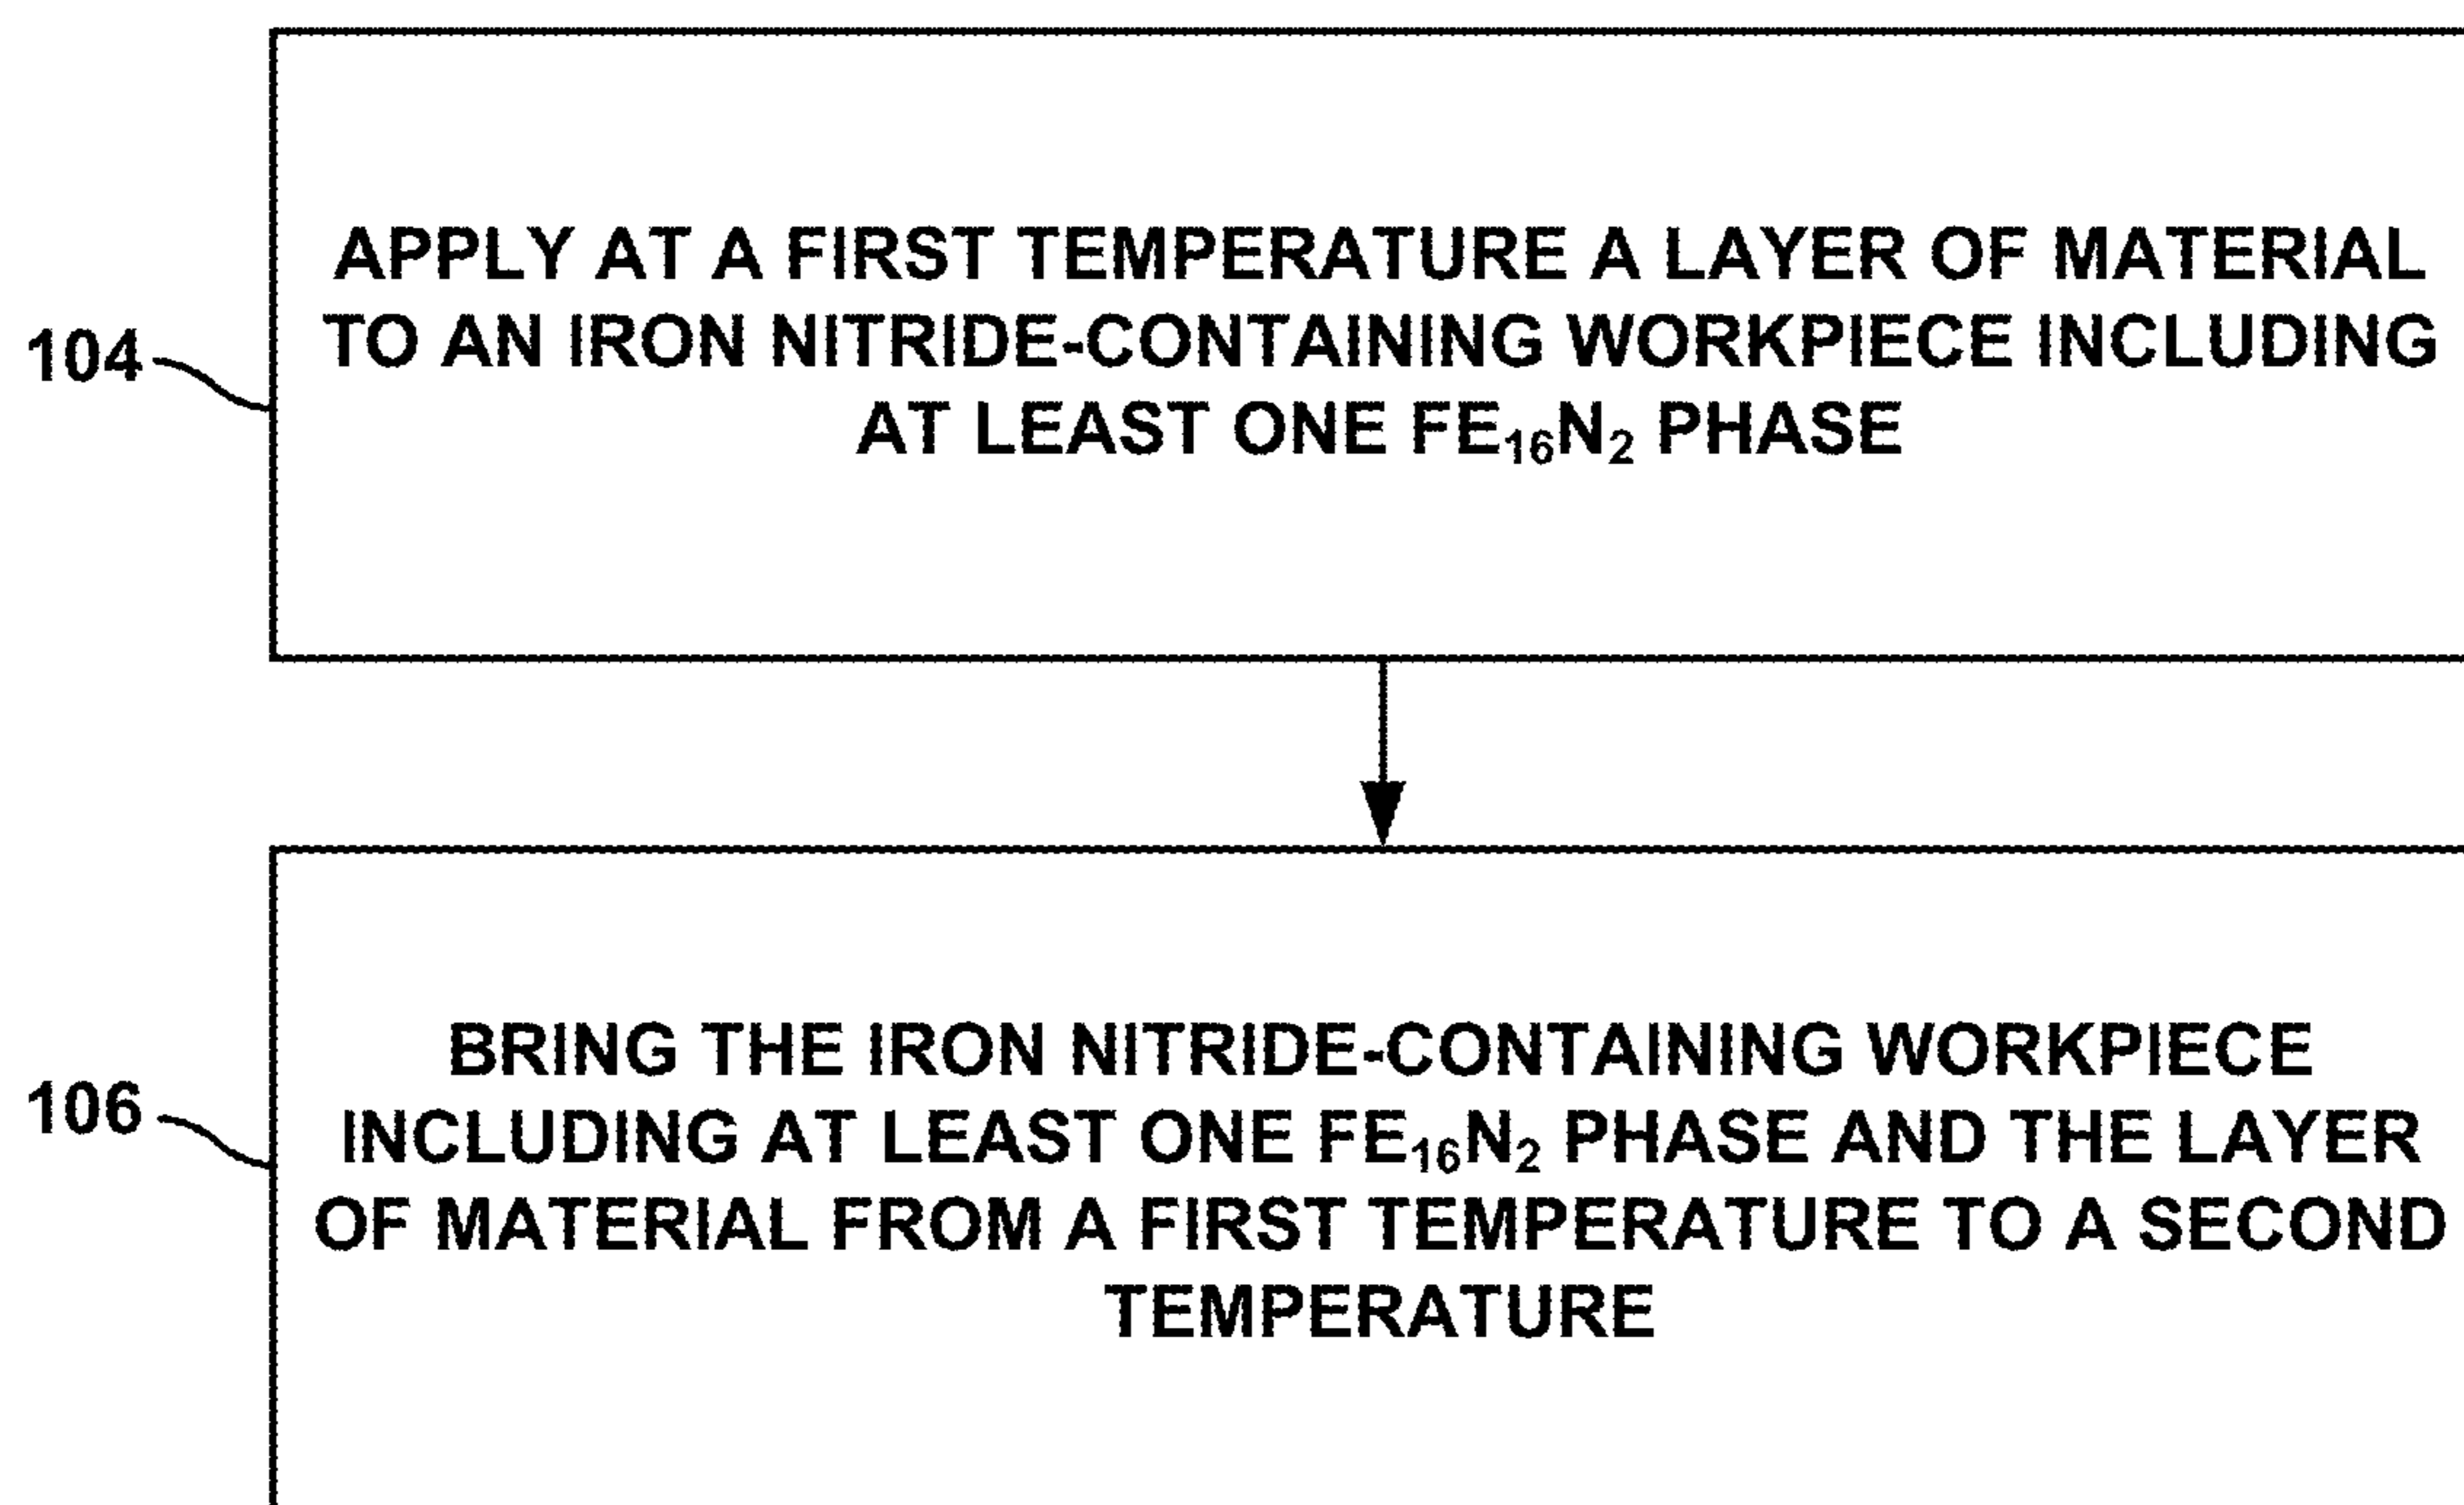 APPLY AT A FIRST TEMPERATURE A LAYER OF MATERIAL
TO AN IRON NITRIDE-CONTAINING WORKPIECE INCLUDING
104
AT LEAST ONE FE₁₆N₂ PHASE
BRING THE IRON NITRIDE-CONTAINING WORKPIECE
106
INCLUDING AT LEAST ONE FE₁₆N₂ PHASE AND THE LAYER
OF MATERIAL FROM A FIRST TEMPERATURE TO A SECOND
TEMPERATURE